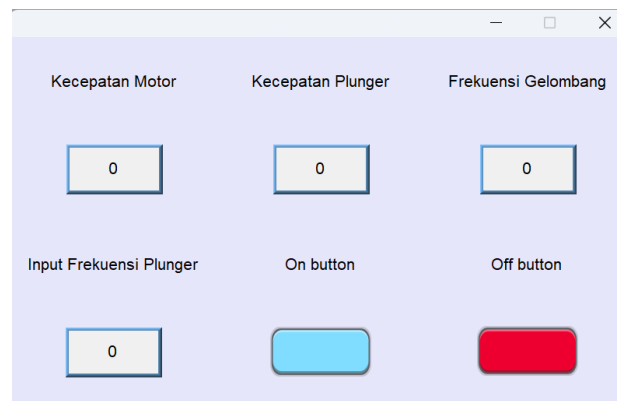 Kecepatan Motor
Kecepatan Plunger
Frekuensi Gelombang
0
0
0
Input Frekuensi Plunger
On button
Off button
0